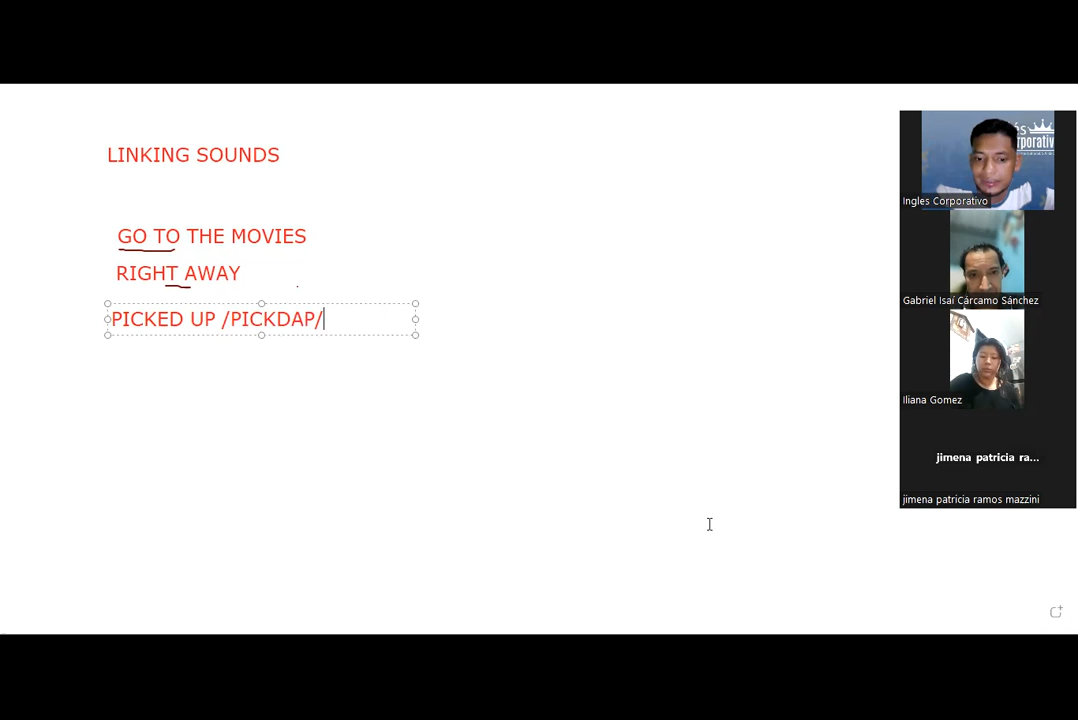 LINKING SOUNDS
GO TO THE MOVIES
RIGHT AWAY
PICKED UP /PICKDAP/
Ingles Corporativo
Gabriel Isaí Cárcamo Sánchez
Iliana Gomez
jimena patricia ra...
jimena patricia ramos mazzini